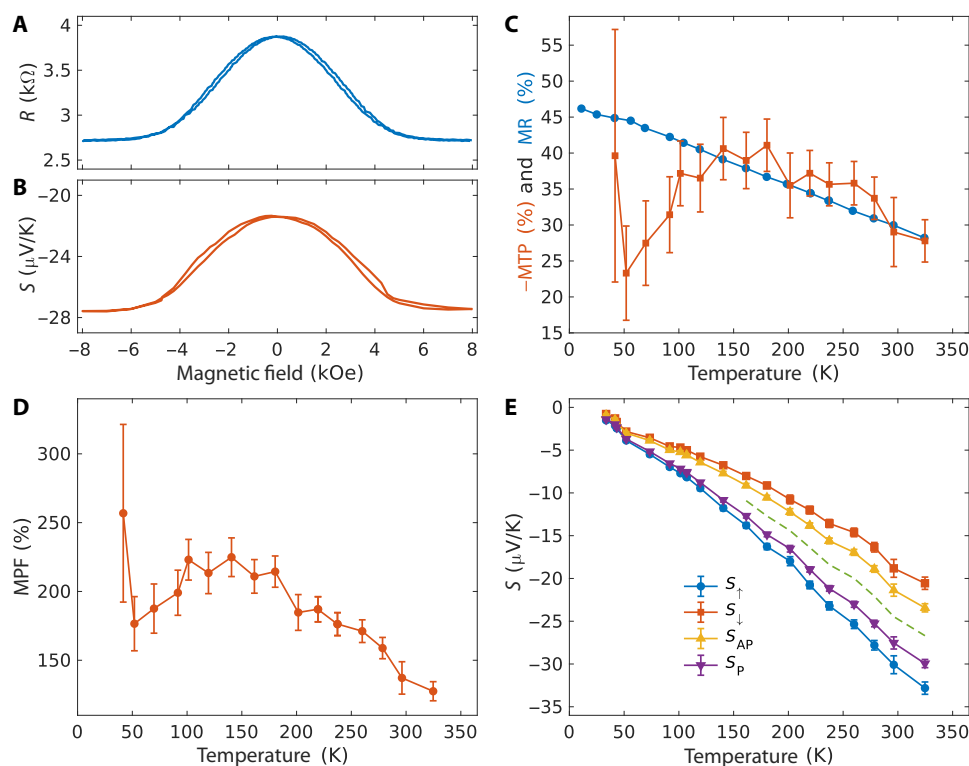 A
4
3.5
3
2.5
R (kΩ)
B
−20
−24
−28
S (μV/K)
−8 −6 −4 −2 0 2 4 6 8
Magnetic field (kOe)
C
55
50
45
40
35
30
25
20
15
−MTP (%) and MR (%)
0 50 100 150 200 250 300 350
Temperature (K)
D
300
250
200
150
MPF (%)
0 50 100 150 200 250 300 350
Temperature (K)
E
0
−5
−10
−15
−20
−25
−30
−35
S (μV/K)
S↑
S↓
SAP
SP
0 50 100 150 200 250 300 350
Temperature (K)